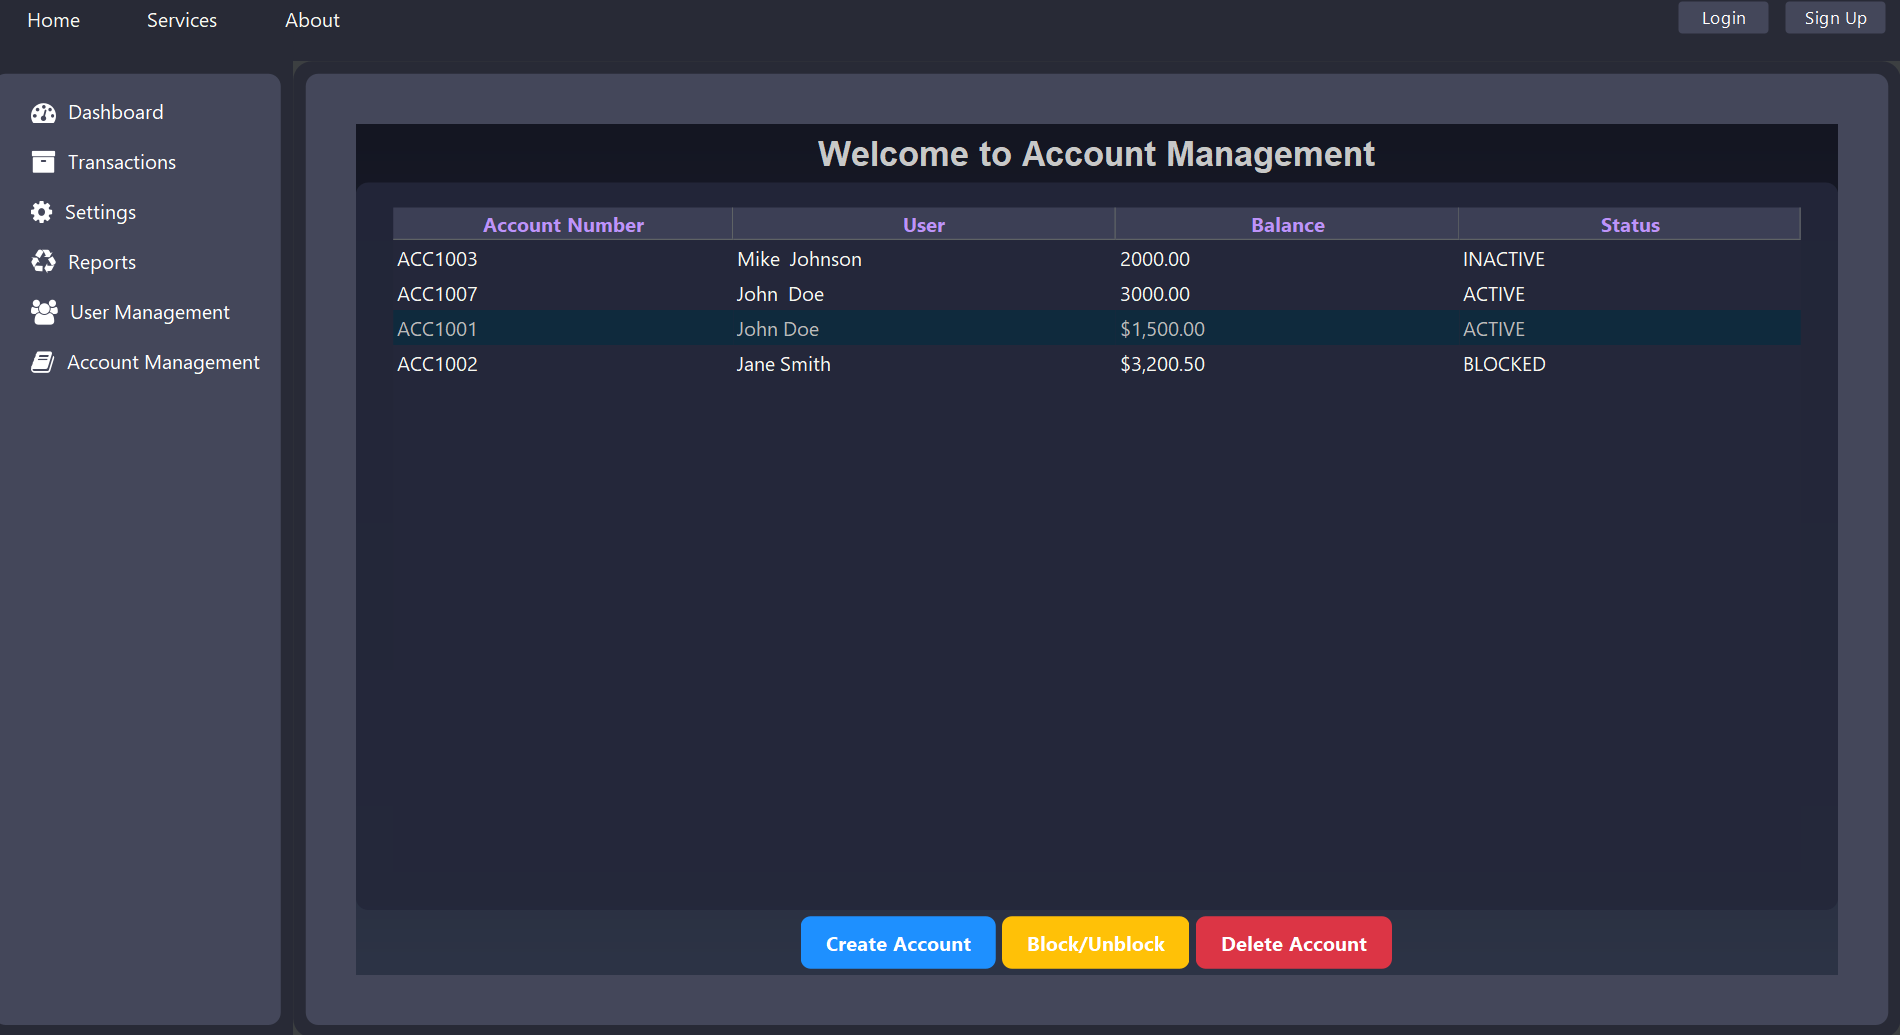 Home Services About Login Sign Up
Dashboard
Transactions
Settings
Reports
User Management
Account Management
Welcome to Account Management
Account Number User Balance Status
ACC1003 Mike  Johnson 2000.00 INACTIVE
ACC1007 John  Doe 3000.00 ACTIVE
ACC1001 John Doe $1,500.00 ACTIVE
ACC1002 Jane Smith $3,200.50 BLOCKED
Create Account Block/Unblock Delete Account